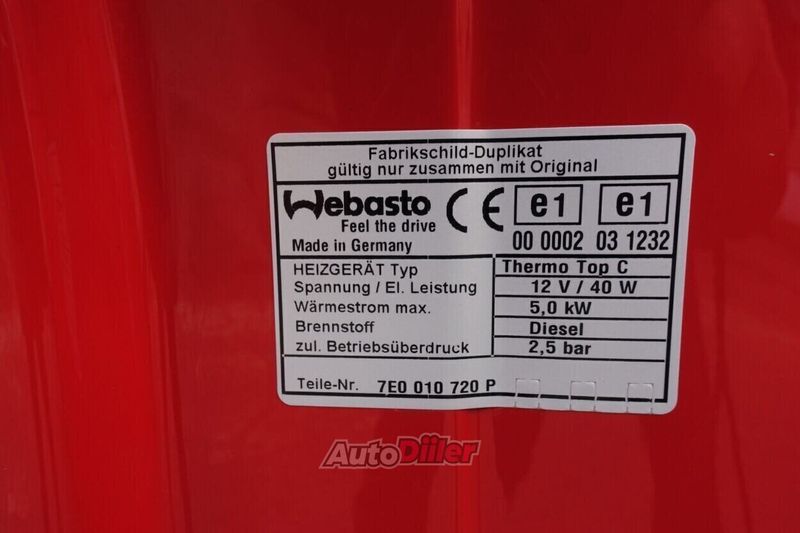 Fabrikschild-Duplikat
gültig nur zusammen mit Original
Webasto CE e1 e1
Feel the drive
Made in Germany 00 0002 03 1232
HEIZGERÄT Typ Thermo Top C
Spannung / El. Leistung 12 V / 40 W
Wärmestrom max. 5,0 kW
Brennstoff Diesel
zul. Betriebsüberdruck 2,5 bar
Teile-Nr. 7E0 010 720 P
AutoDiler